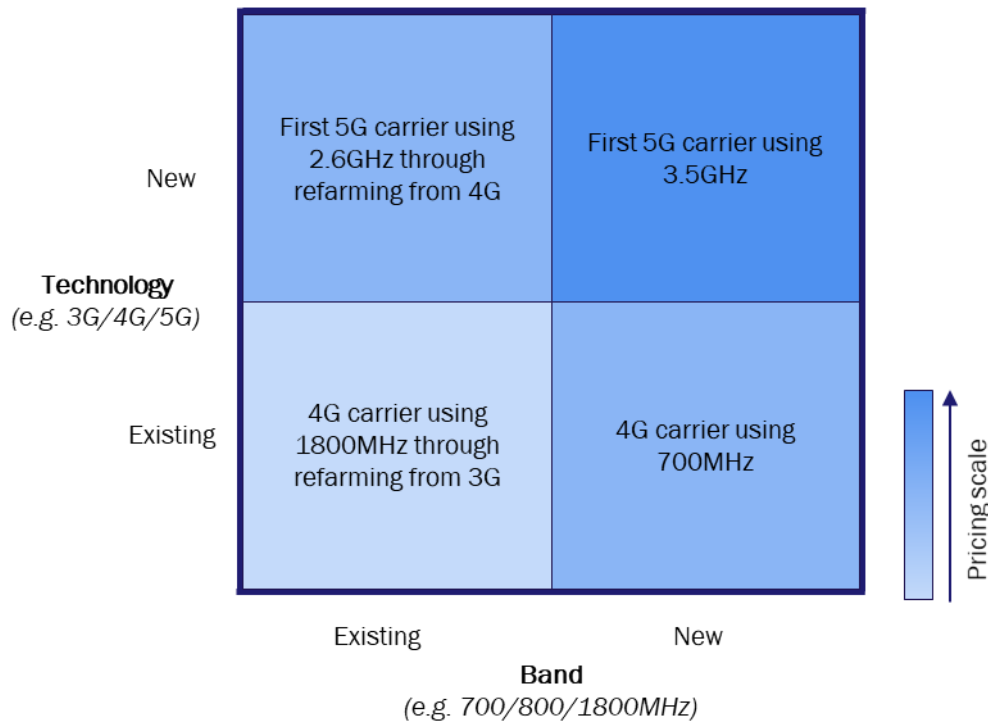 First 5G carrier using
2.6GHz through
refarming from 4G
First 5G carrier using
3.5GHz
New
Technology
(e.g. 3G/4G/5G)
Existing
4G carrier using
1800MHz through
refarming from 3G
4G carrier using
700MHz
Pricing scale
Existing
New
Band
(e.g. 700/800/1800MHz)